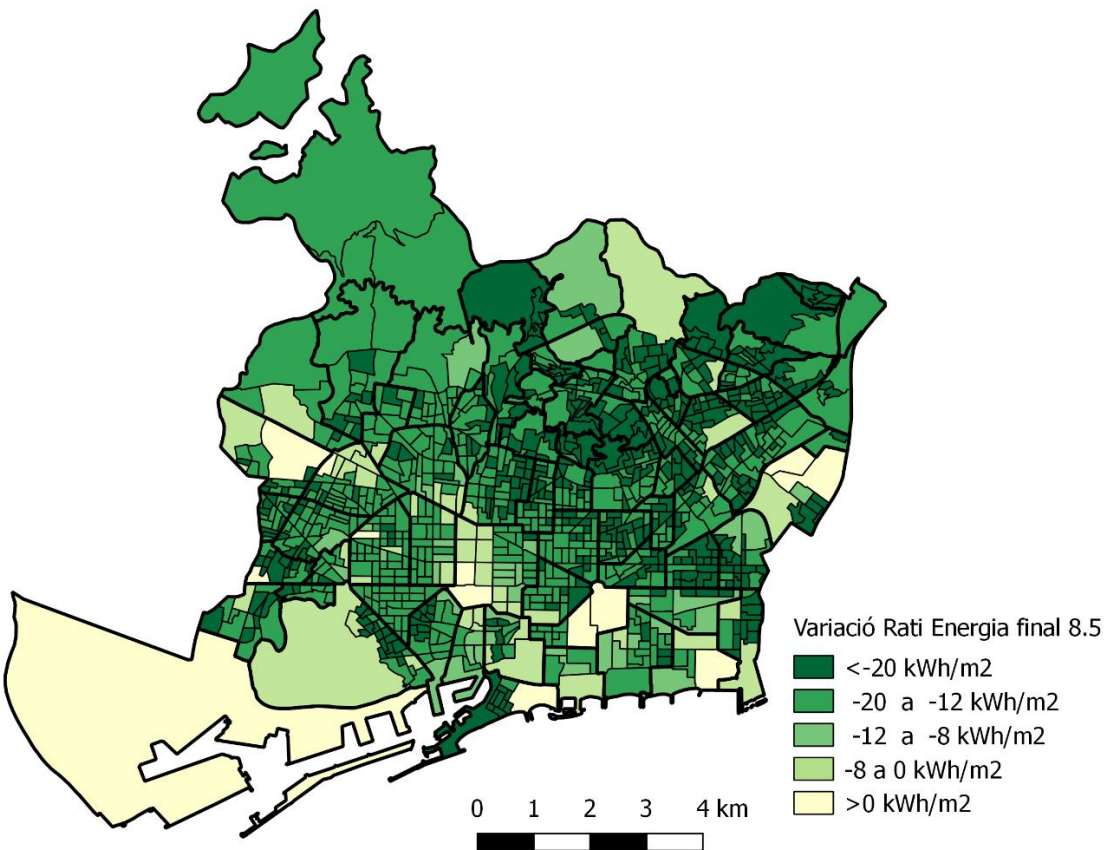 Variació Rati Energia final 8.5
<-20 kWh/m2
-20 a -12 kWh/m2
-12 a -8 kWh/m2
-8 a 0 kWh/m2
>0 kWh/m2
0 1 2 3 4 km